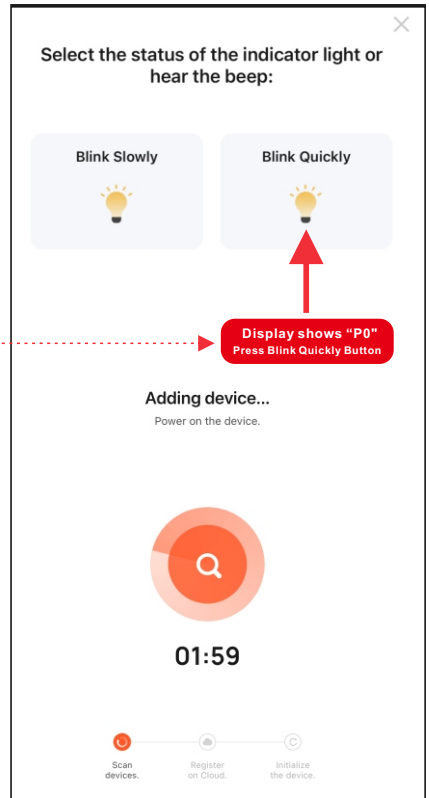 Select the status of the indicator light or
hear the beep:
Blink Slowly
Blink Quickly
Display shows “P0"
Press Blink Quickly Button
Adding device...
Power on the device.
01:59
Scan
devices.
Register
on Cloud.
Initialize
the device.